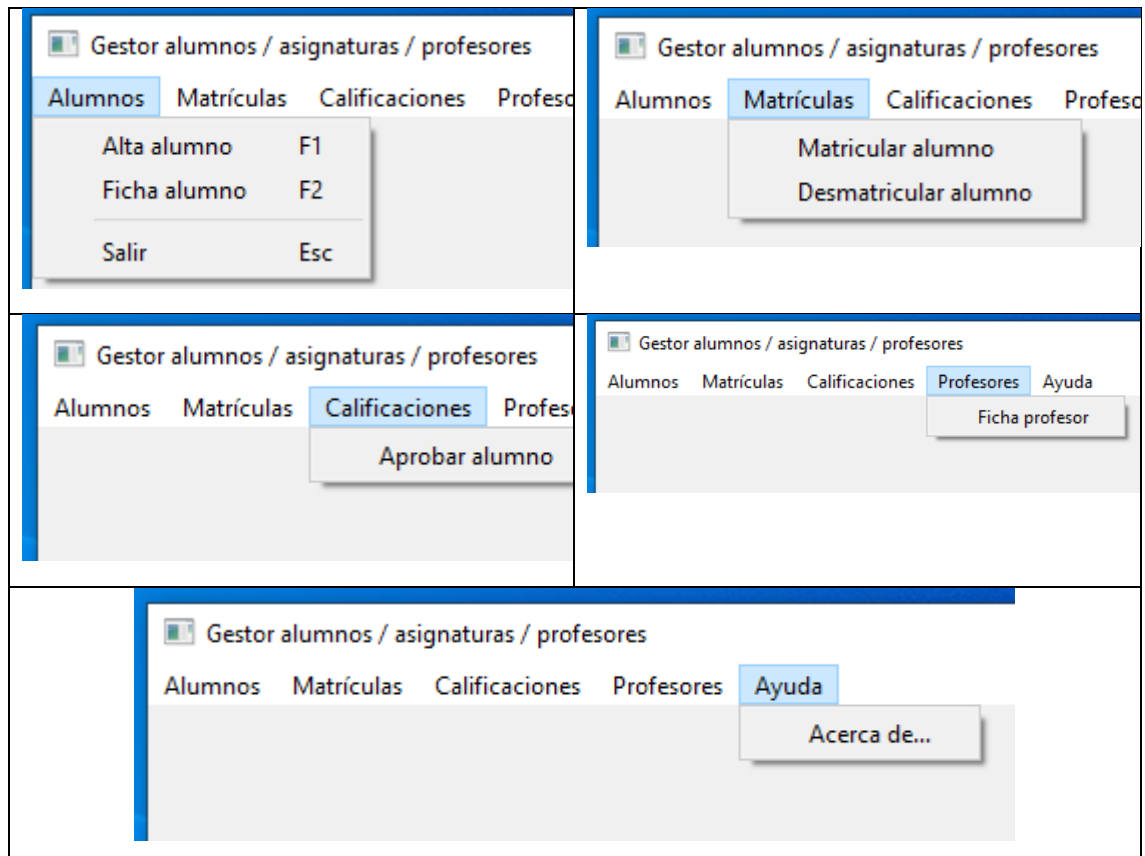 Gestor alumnos / asignaturas / profesores
Alumnos Matrículas Calificaciones Profeso
Alta alumno F1
Ficha alumno F2
Salir Esc
Gestor alumnos / asignaturas / profesores
Alumnos Matrículas Calificaciones Profeso
Matricular alumno
Desmatricular alumno
Gestor alumnos / asignaturas / profesores
Alumnos Matrículas Calificaciones Profeso
Aprobar alumno
Gestor alumnos / asignaturas / profesores
Alumnos Matrículas Calificaciones Profesores Ayuda
Ficha profesor
Gestor alumnos / asignaturas / profesores
Alumnos Matrículas Calificaciones Profesores Ayuda
Acerca de...